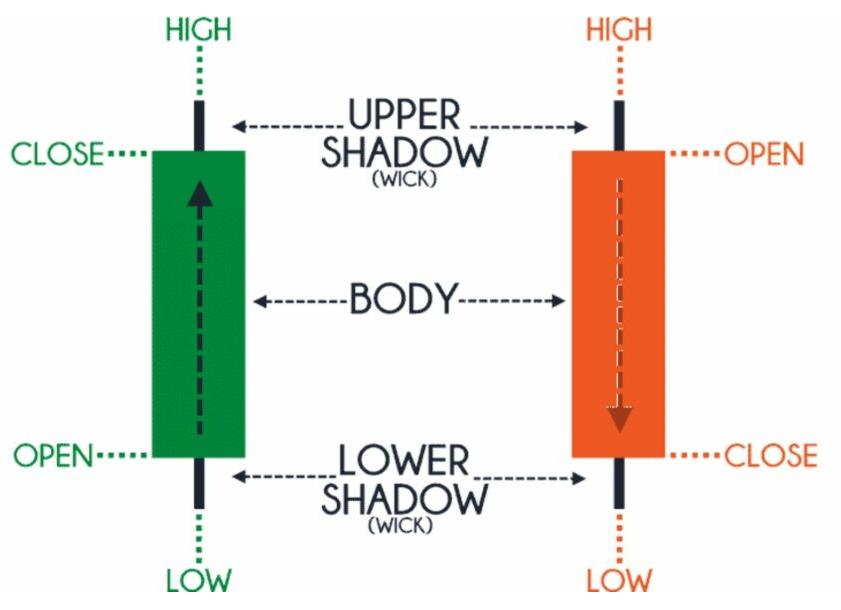 HIGH
HIGH
UPPER
SHADOW
(WICK)
CLOSE
OPEN
BODY
OPEN
CLOSE
LOWER
SHADOW
(WICK)
LOW
LOW